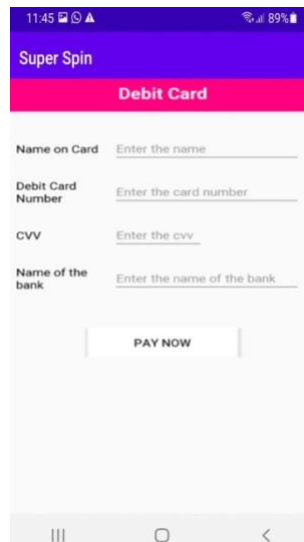 11:45 89%
Super Spin
Debit Card
Name on Card Enter the name
Debit Card
Number Enter the card number
CVV Enter the cvv
Name of the
bank Enter the name of the bank
PAY NOW